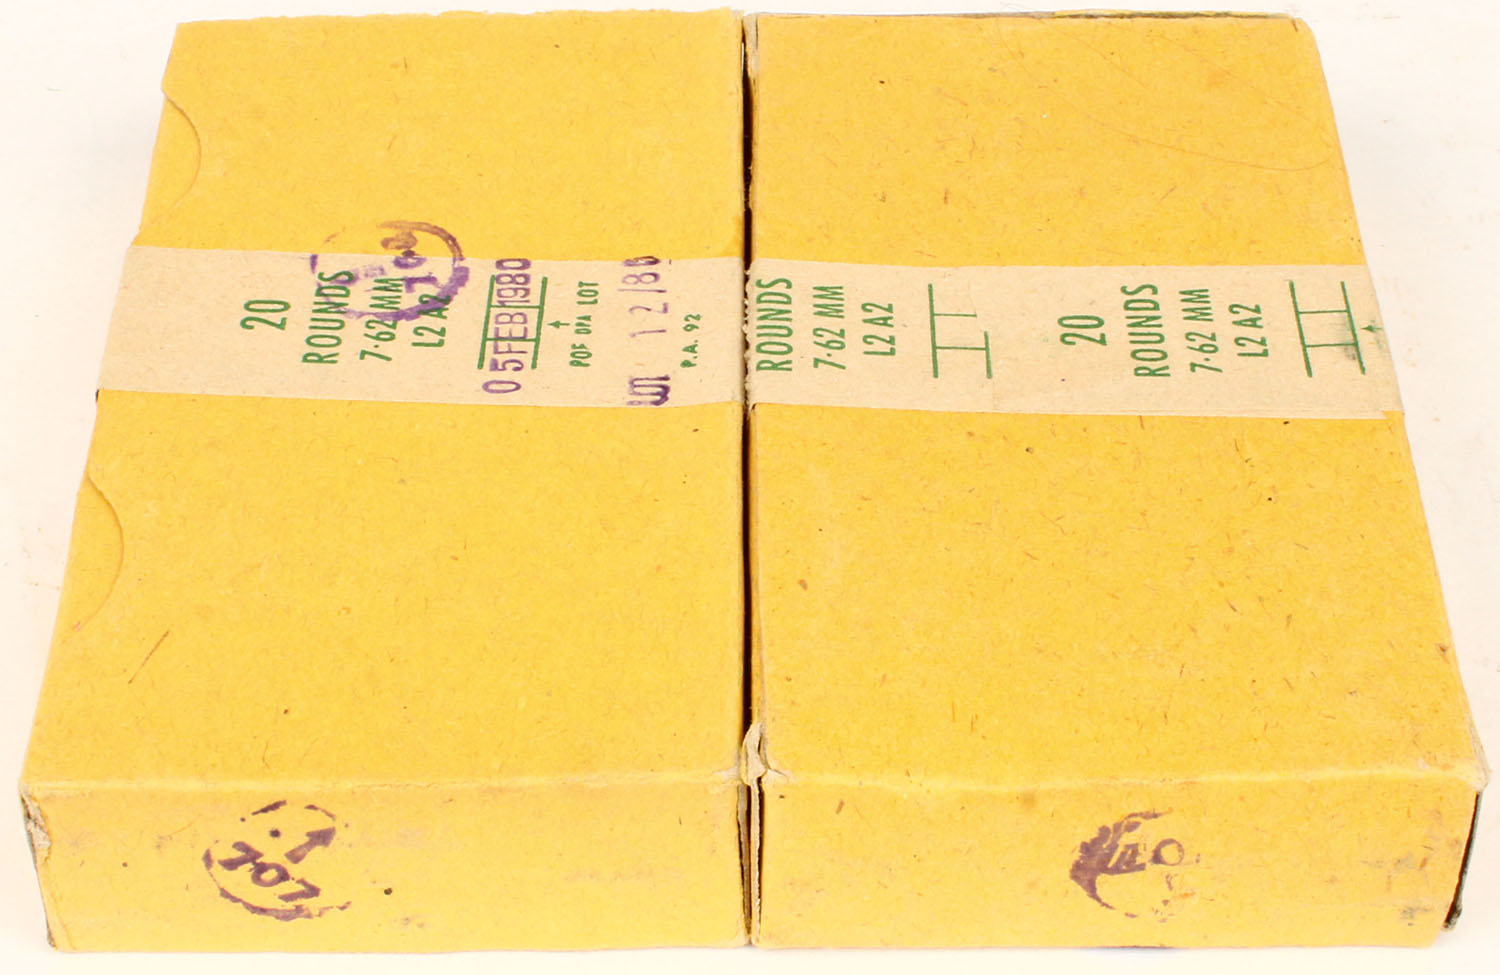 20
ROUNDS
7·62 MM
L2 A2
05FEB1980
POF
LOT
LOT 12/80
P.A. 92
ROUNDS
7·62 MM
L2 A2
20
ROUNDS
7·62 MM
L2 A2
707